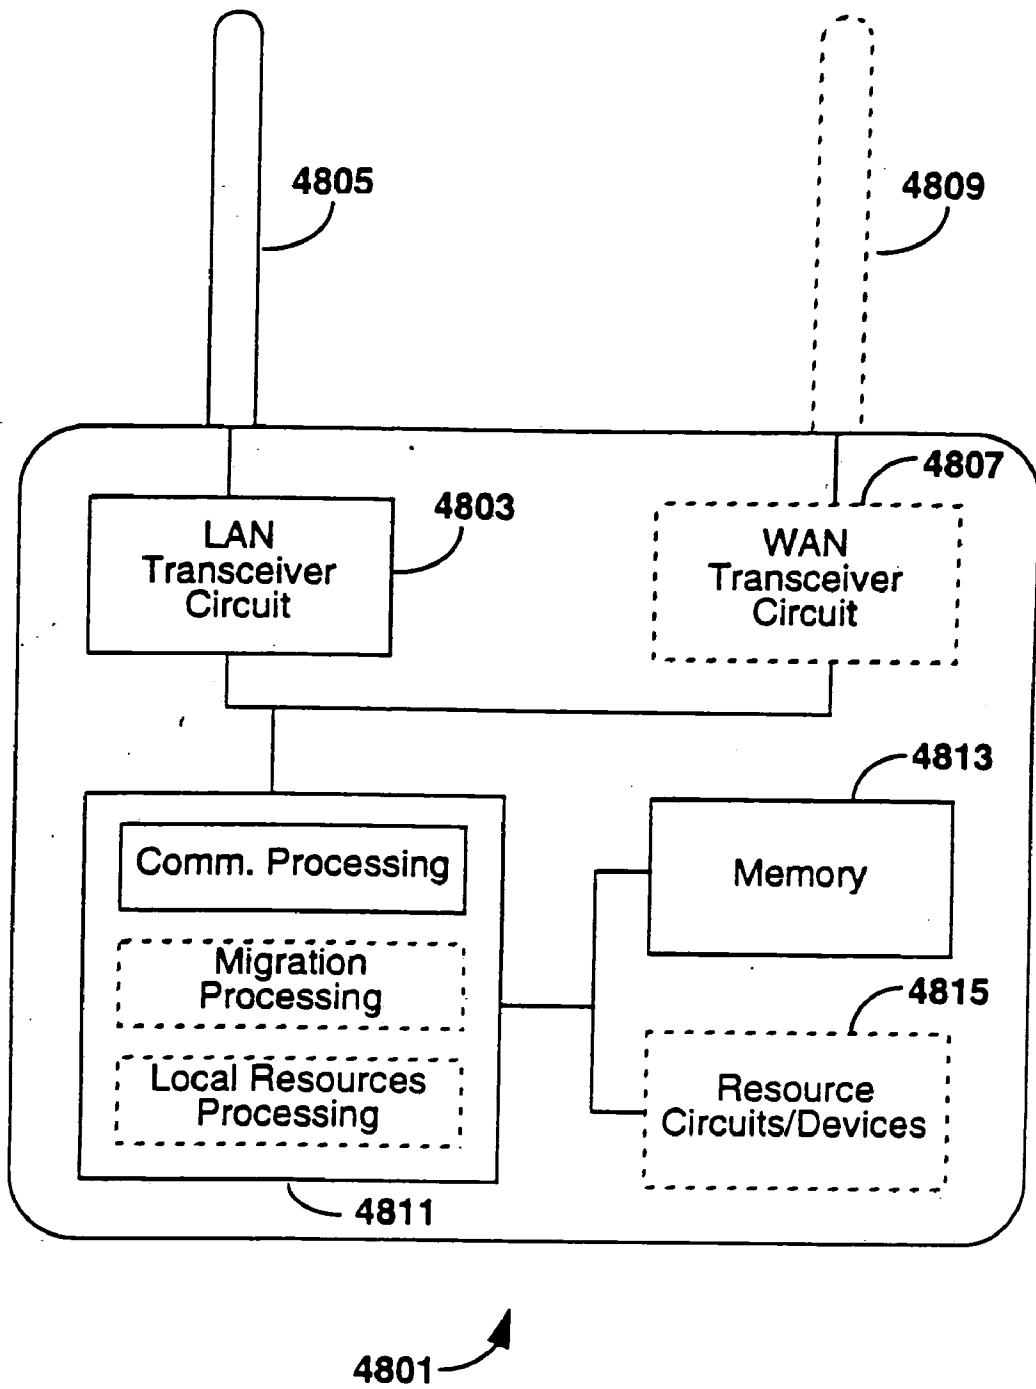 4805
4809
4807
4803
LAN
Transceiver
Circuit
WAN
Transceiver
Circuit
4813
Comm. Processing
Memory
Migration
Processing
4815
Local Resources
Processing
Resource
Circuits/Devices
4811
4801